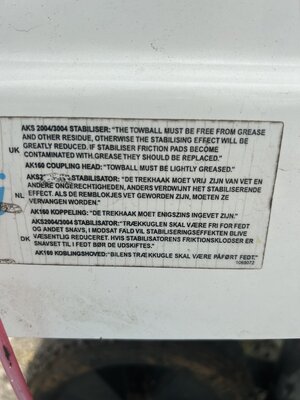 AKS 2004/3004 STABILISER: "THE TOWBALL MUST BE FREE FROM GREASE
AND OTHER RESIDUE, OTHERWISE THE STABILISING EFFECT WILL BE
UK GREATLY REDUCED. IF STABILISER FRICTION PADS BECOME
CONTAMINATED WITH GREASE THEY SHOULD BE REPLACED."
AK160 COUPLING HEAD: "TOWBALL MUST BE LIGHTLY GREASED."
STABILISATOR: "DE TREKHAAK MOET VRIJ ZIJN VAN VET EN
ANDERE ONGERECHTIGHEDEN, ANDERS VERDWIJNT HET STABILISERENDE
NL EFFECT. ALS DE REMBLOKJES VET GEWORDEN ZIJN, MOETEN ZE
VERVANGEN WORDEN."
AK160 KOPPELING: "DE TREKHAAK MOET ENIGSZINS INGEVET ZIJN."
AKS2004/3004 STABILISATOR: "TRÆKKUGLEN SKAL VÆRE FRI FOR FEDT
OG ANDET SNAVS, I MODSAT FALD VIL STABILISERINGSEFFEKTEN BLIVE
DK VÆSENTLIG REDUCERET. HVIS STABILISATORENS FRIKTIONSKLODSER ER
SNAVSET TIL I FEDT BØR DE UDSKIFTES."
AK160 KOBLINGSHOVED: "BILENS TRÆKKUGLE SKAL VÆRE PÅFØRT FEDT."
1065072